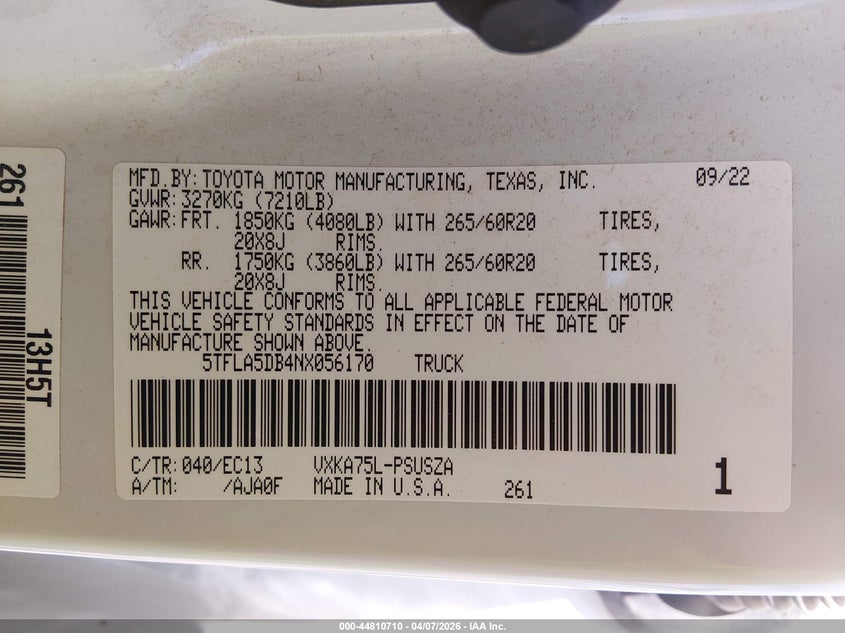 MFD.BY:TOYOTA MOTOR MANUFACTURING, TEXAS, INC. 09/22
GVWR:3270KG (7210LB)
GAWR:FRT. 1850KG (4080LB) WITH 265/60R20 TIRES,
20X8J RIMS.
RR. 1750KG (3860LB) WITH 265/60R20 TIRES,
20X8J RIMS.
THIS VEHICLE CONFORMS TO ALL APPLICABLE FEDERAL MOTOR
VEHICLE SAFETY STANDARDS IN EFFECT ON THE DATE OF
MANUFACTURE SHOWN ABOVE.
5TFLA5DB4NX056170 TRUCK
C/TR:040/EC13 VXKA75L-PSUSZA
A/TM: /AJA0F MADE IN U.S.A. 261 1
261
13H5T
000-44810710 - 04/07/2026 - IAA Inc.